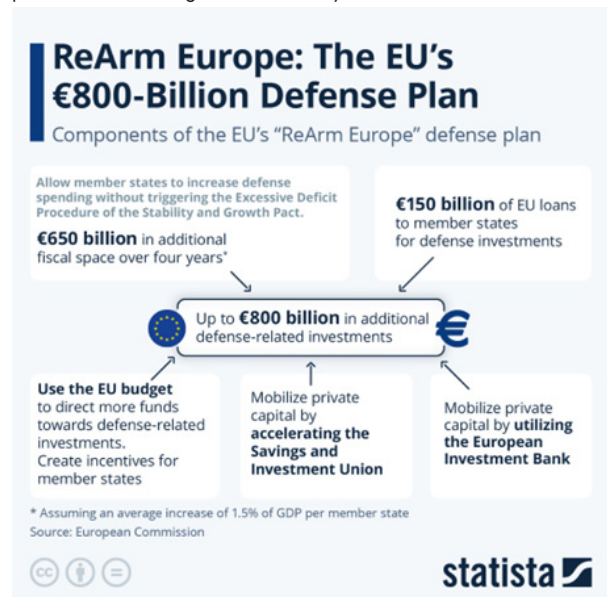 ReArm Europe: The EU's
€800-Billion Defense Plan
Components of the EU's "ReArm Europe" defense plan
Allow member states to increase defense
spending without triggering the Excessive Deficit
Procedure of the Stability and Growth Pact.
€650 billion in additional
fiscal space over four years*
€150 billion of EU loans
to member states
for defense investments
Up to €800 billion in additional
defense-related investments
€
Use the EU budget
to direct more funds
towards defense-related
investments.
Create incentives for
member states
Mobilize private
capital by
accelerating the
Savings and
Investment Union
Mobilize private
capital by utilizing
the European
Investment Bank
* Assuming an average increase of 1.5% of GDP per member state
Source: European Commission
cc
statista